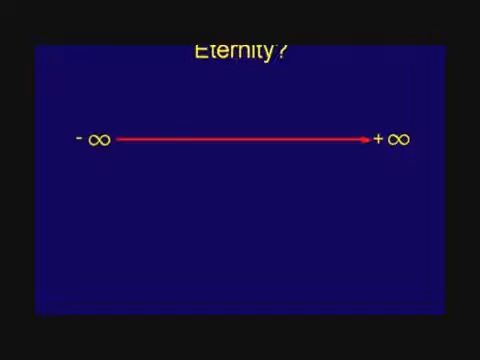 Eternity?
- ∞ + ∞